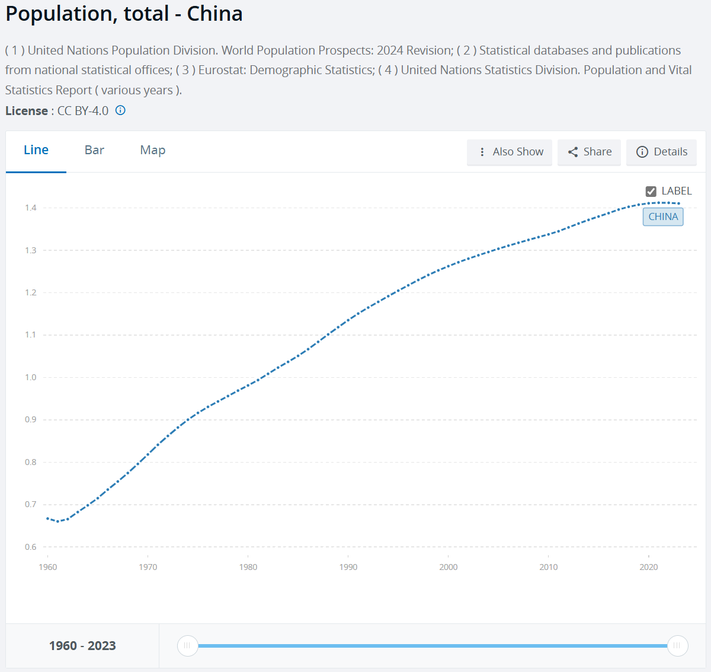 Population, total - China
( 1 ) United Nations Population Division. World Population Prospects: 2024 Revision; ( 2 ) Statistical databases and publications
from national statistical offices; ( 3 ) Eurostat: Demographic Statistics; ( 4 ) United Nations Statistics Division. Population and Vital
Statistics Report ( various years ).
License : CC BY-4.0
Line Bar Map Also Show Share Details
LABEL
1.4
CHINA
1.3
1.2
1.1
1.0
0.9
0.8
0.7
0.6
1960 1970 1980 1990 2000 2010 2020
1960 - 2023